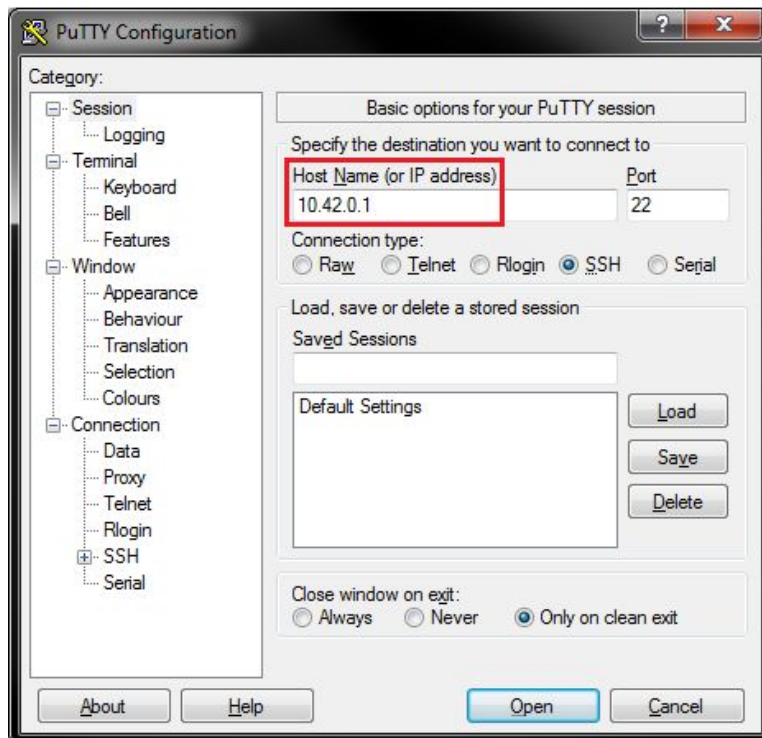 PuTTY Configuration
Category:
Session
Logging
Terminal
Keyboard
Bell
Features
Window
Appearance
Behaviour
Translation
Selection
Colours
Connection
Data
Proxy
Telnet
Rlogin
SSH
Serial
Basic options for your PuTTY session
Specify the destination you want to connect to
Host Name (or IP address) Port
10.42.0.1 22
Connection type:
Raw Telnet Rlogin SSH Serial
Load, save or delete a stored session
Saved Sessions
Default Settings
Load
Save
Delete
Close window on exit:
Always Never Only on clean exit
About Help Open Cancel